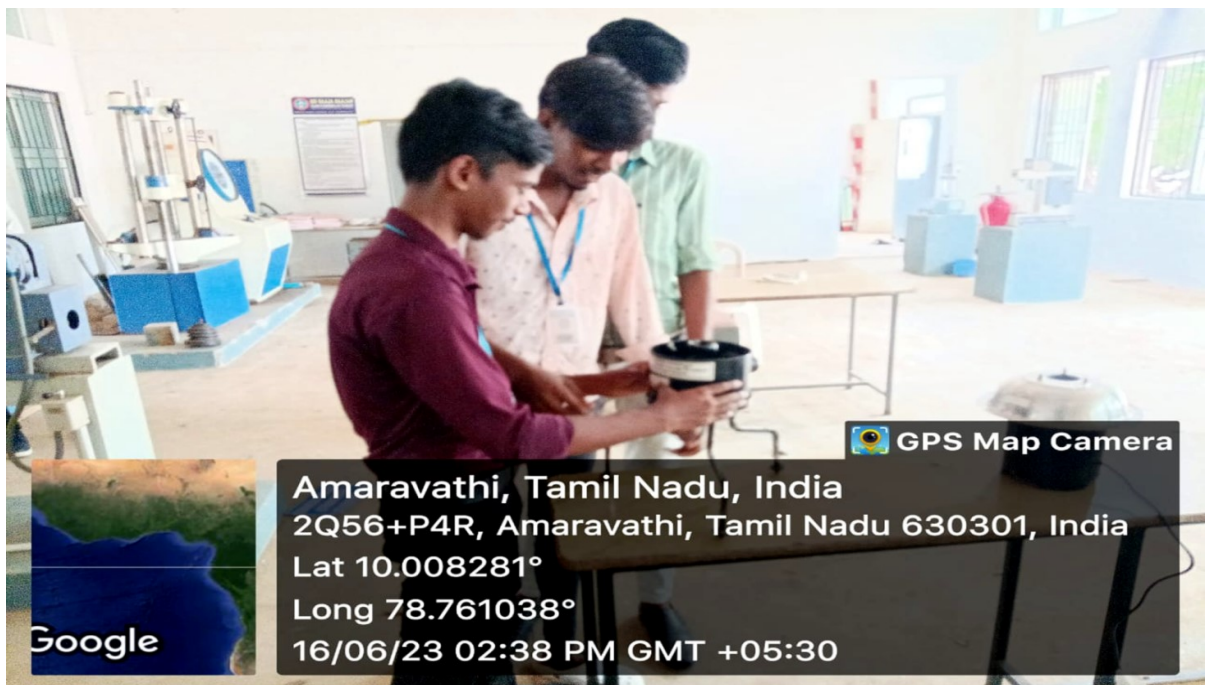 GPS Map Camera
Amaravathi, Tamil Nadu, India
2Q56+P4R, Amaravathi, Tamil Nadu 630301, India
Lat 10.008281°
Long 78.761038°
16/06/23 02:38 PM GMT +05:30
Google